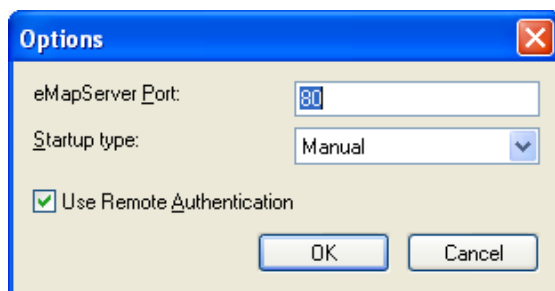 Options
eMapServer Port: 80
Startup type: Manual
Use Remote Authentication
OK Cancel